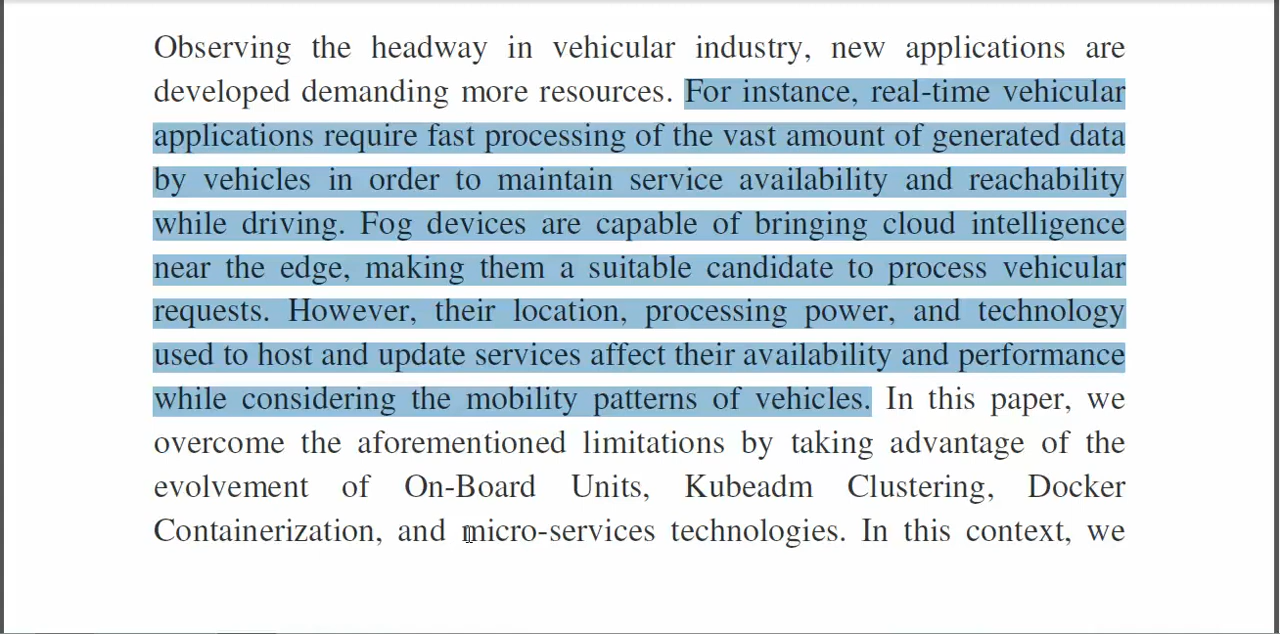 Observing the headway in vehicular industry, new applications are
developed demanding more resources. For instance, real-time vehicular
applications require fast processing of the vast amount of generated data
by vehicles in order to maintain service availability and reachability
while driving. Fog devices are capable of bringing cloud intelligence
near the edge, making them a suitable candidate to process vehicular
requests. However, their location, processing power, and technology
used to host and update services affect their availability and performance
while considering the mobility patterns of vehicles. In this paper, we
overcome the aforementioned limitations by taking advantage of the
evolvement of On-Board Units, Kubeadm Clustering, Docker
Containerization, and micro-services technologies. In this context, we